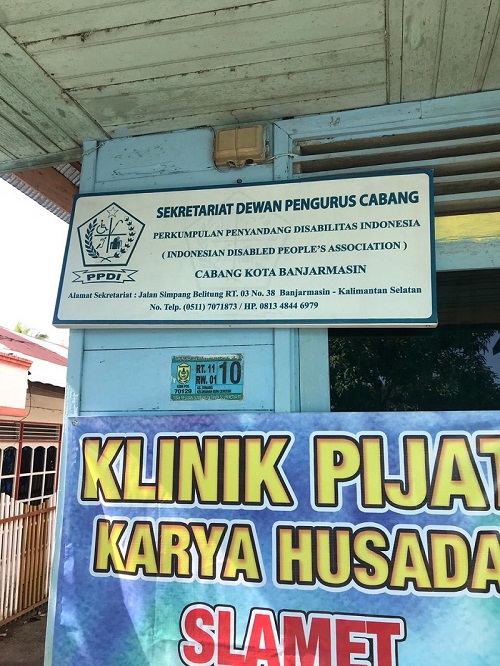 SEKRETARIAT DEWAN PENGURUS CABANG
PERKUMPULAN PENYANDANG DISABILITAS INDONESIA
( INDONESIAN DISABLED PEOPLE'S ASSOCIATION )
CABANG KOTA BANJARMASIN
PPDI
Alamat Sekretariat : Jalan Simpang Belitung RT. 03 No. 38 Banjarmasin - Kalimantan Selatan
No. Telp. (0511) 7071873 / HP. 0813 4844 6979
RT. 11
RW. 01
10
70129
KLINIK PIJAT
KARYA HUSADA
SLAMET